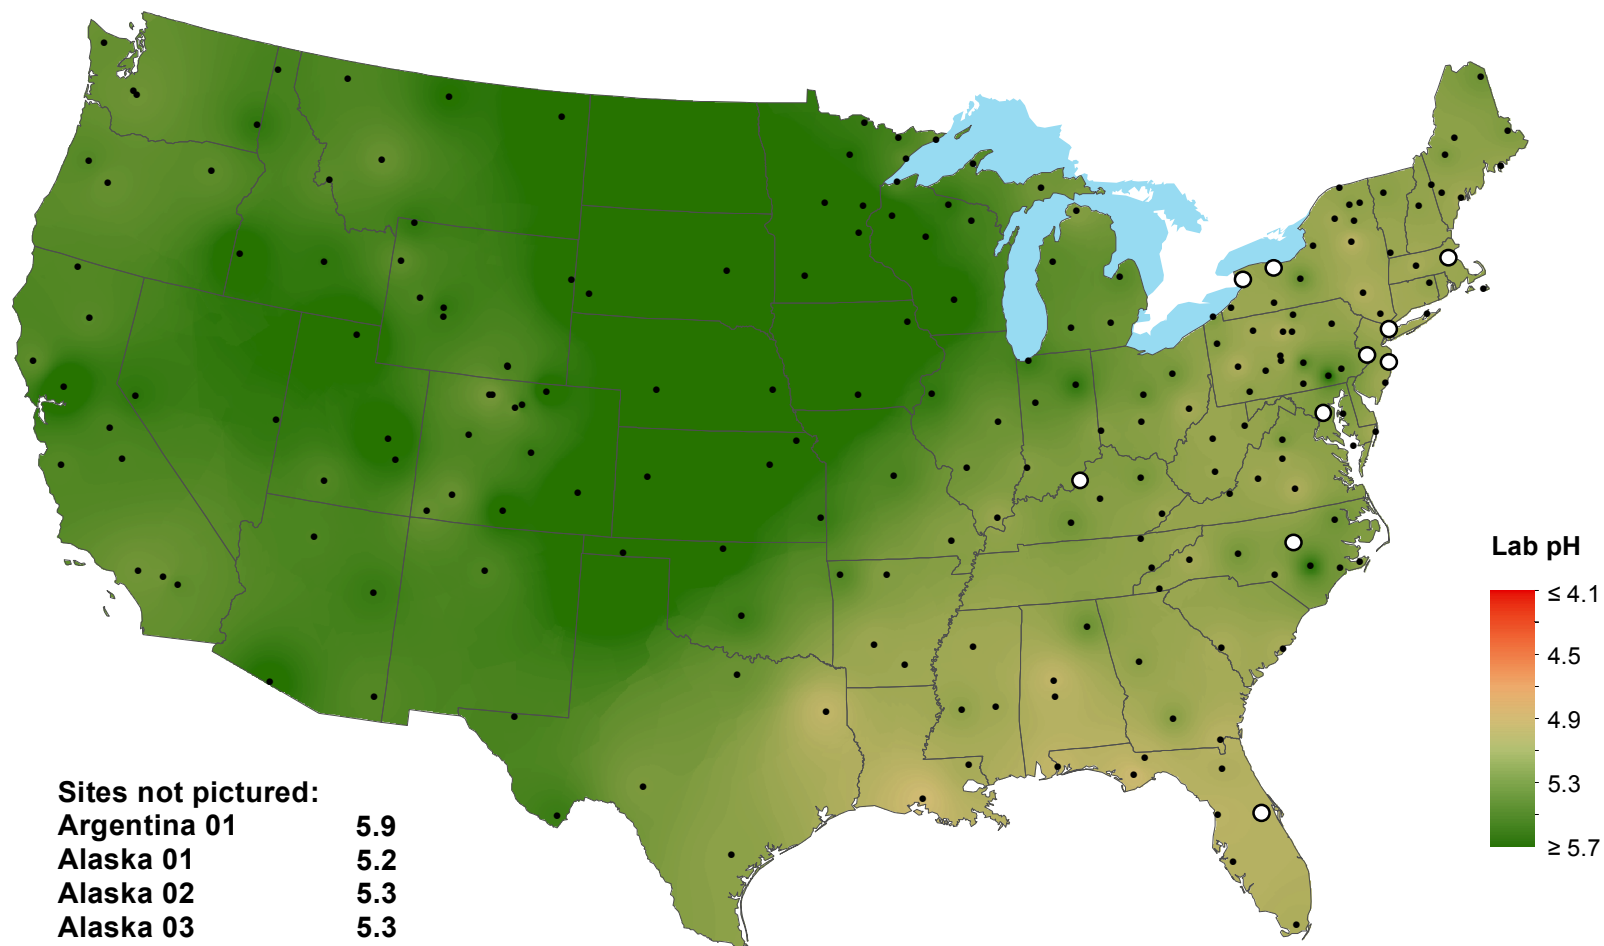 Lab pH
≤ 4.1
4.5
4.9
5.3
≥ 5.7
Sites not pictured:
Argentina 01 5.9
Alaska 01 5.2
Alaska 02 5.3
Alaska 03 5.3